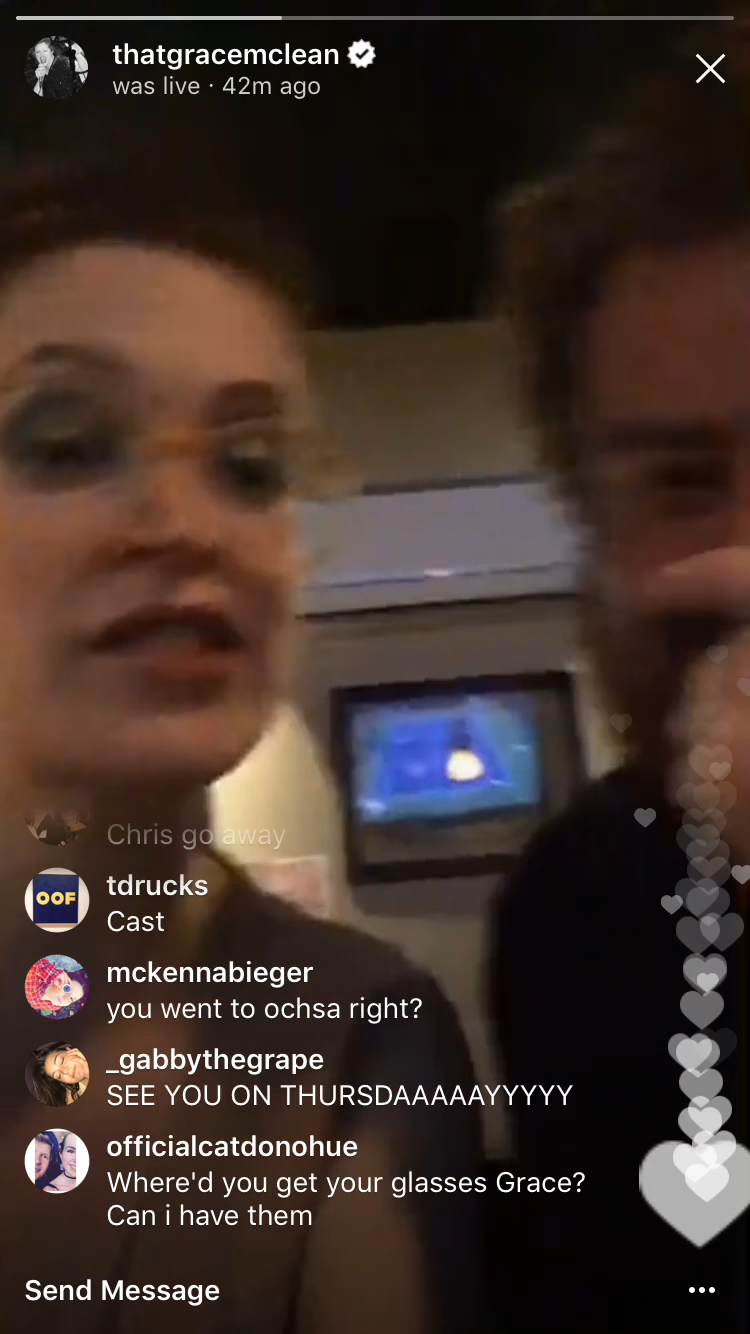 thatgracemclean
was live · 42m ago
Chris go away
tdrucks
OOF
Cast
mckennabieger
you went to ochsa right?
_gabbythegrape
SEE YOU ON THURSDAAAAAYYYYY
officialcatdonohue
Where'd you get your glasses Grace?
Can i have them
Send Message